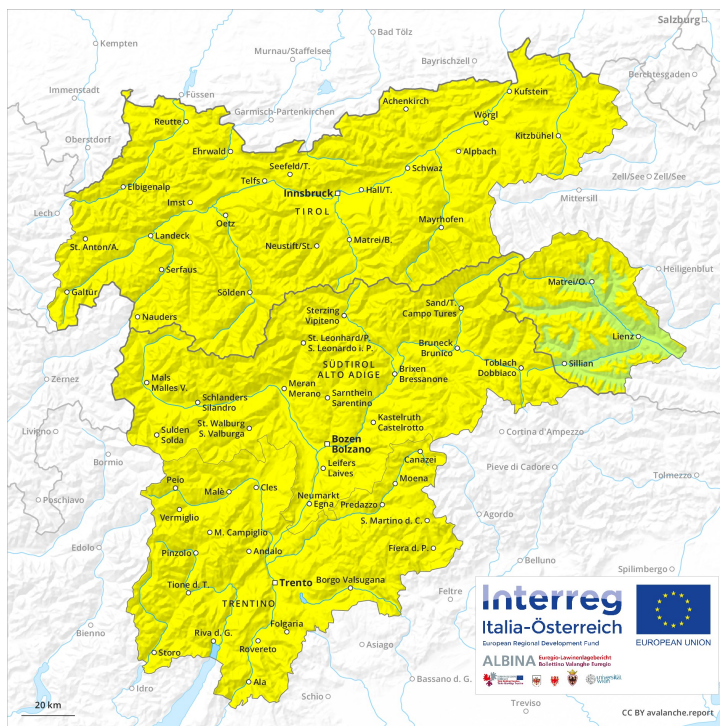 Salzburg
Kempten
Bad Tölz
Murnau/Staffelsee
Bayrischzell
Berchtesgaden
Immenstadt
Füssen
Garmisch-Partenkirchen
Achenkirch
Kufstein
Reutte
Wörgl
Oberstdorf
Ehrwald
Kitzbühel
Alpbach
Seefeld/T.
Schwaz
Zell/See
Zell/See
Telfs
Elbigenalp
Innsbruck
Hall/T.
Mittersill
Lech
Imst
TIROL
Oetz
Mayrhofen
St. Anton/A.
Landeck
Neustift/St.
Matrei/B.
Serfaus
Heiligenblut
Galtür
Sölden
Matrei/O.
Nauders
Sterzing
Vipiteno
Sand/T.
Campo Tures
Lienz
St. Leonhard/P.
S. Leonardo i. P.
Bruneck
Brunico
Sillian
SÜDTIROL
ALTO ADIGE
Brixen
Bressanone
Toblach
Dobbiaco
Zernez
Mals
Malles V.
Meran
Merano
Schlanders
Silandro
Sarnthein
Sarentino
St. Walburg
S. Valburga
Kastelruth
Castelrotto
Livigno
Sulden
Solda
Cortina d'Ampezzo
Bozen
Bolzano
Bormio
Canazei
Pieve di Cadore
Leifers
Laives
Tolmezzo
Peio
Moena
Poschiavo
Malè
Cles
Neumarkt
Egna
Predazzo
Vermiglio
Agordo
S. Martino d. C.
M. Campiglio
Edolo
Pinzolo
Andalo
Fiera d. P.
Belluno
Spilimbergo
Trento
Borgo Valsugana
Tione d. T.
Feltre
TRENTINO
Bienno
Folgaria
Riva d. G.
Rovereto
Asiago
Storo
Bassano d. G.
Idro
Ala
Schio
Treviso
20 km
Interreg
Italia-Österreich
European Regional Development Fund
EUROPEAN UNION
ALBINA
Euregio-Lawinenlagebericht
Bollettino Valanghe Euregio
CC BY avalanche.report